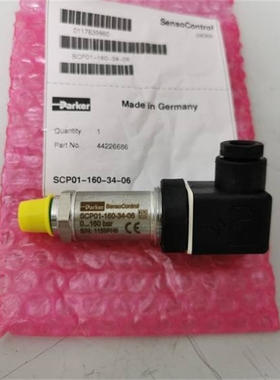 SensoControl
SCP01-160-34-06
Parker
Made in Germany
Quantity 1
Part No. 44226686
SCP01-160-34-06
Parker SensoControl
SCP01-160-34-06
0...160 bar
CE